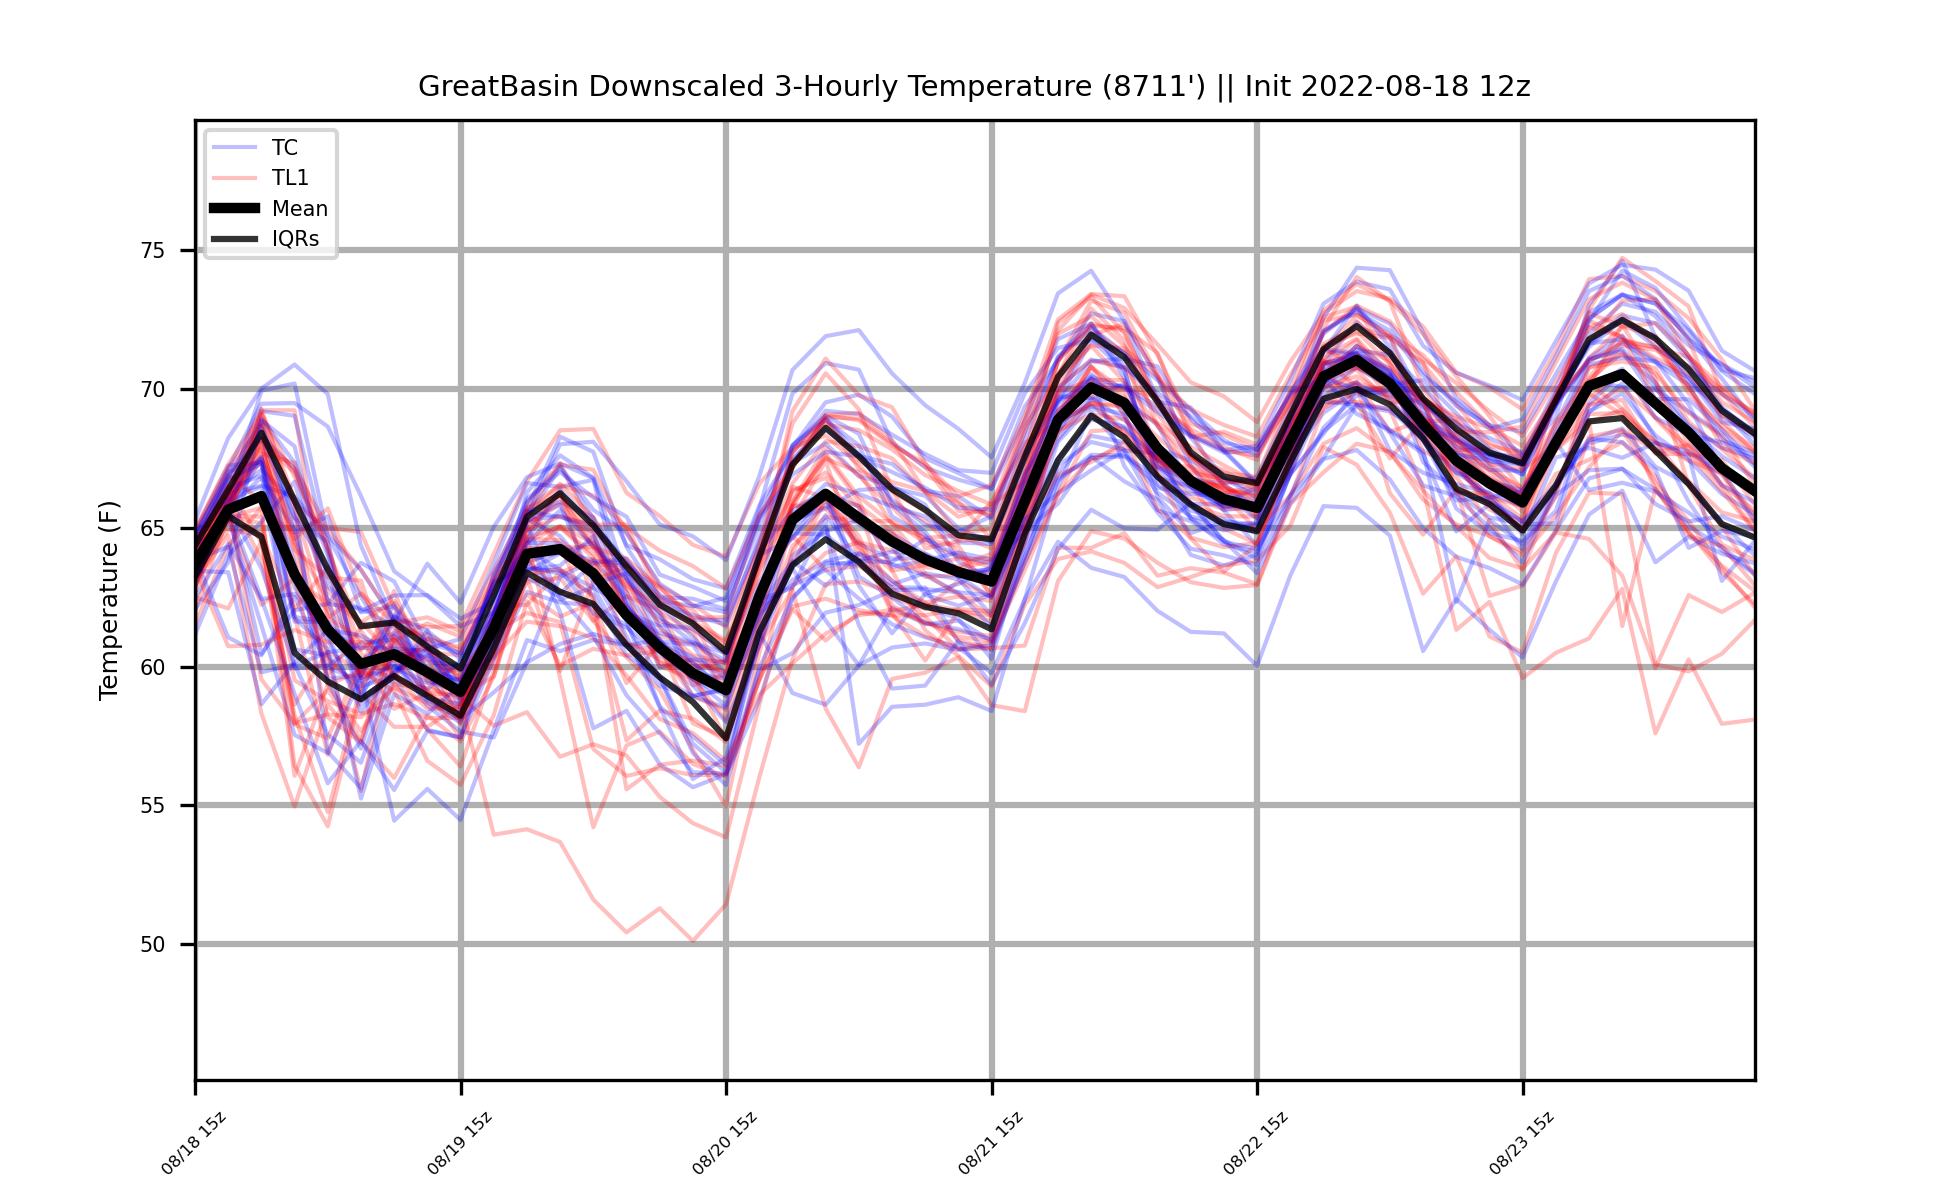 GreatBasin Downscaled 3-Hourly Temperature (8711') || Init 2022-08-18 12z
TC
TL1
Mean
IQRs
Temperature (F)
75
70
65
60
55
50
08/18 15z
08/19 15z
08/20 15z
08/21 15z
08/22 15z
08/23 15z